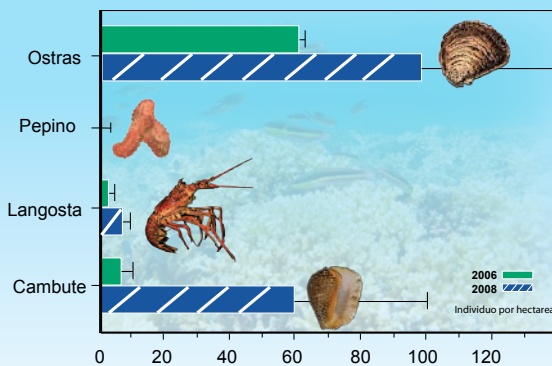 Ostras
Pepino
Langosta
Cambute
2006
2008
Individuo por hectarea
0 20 40 60 80 100 120